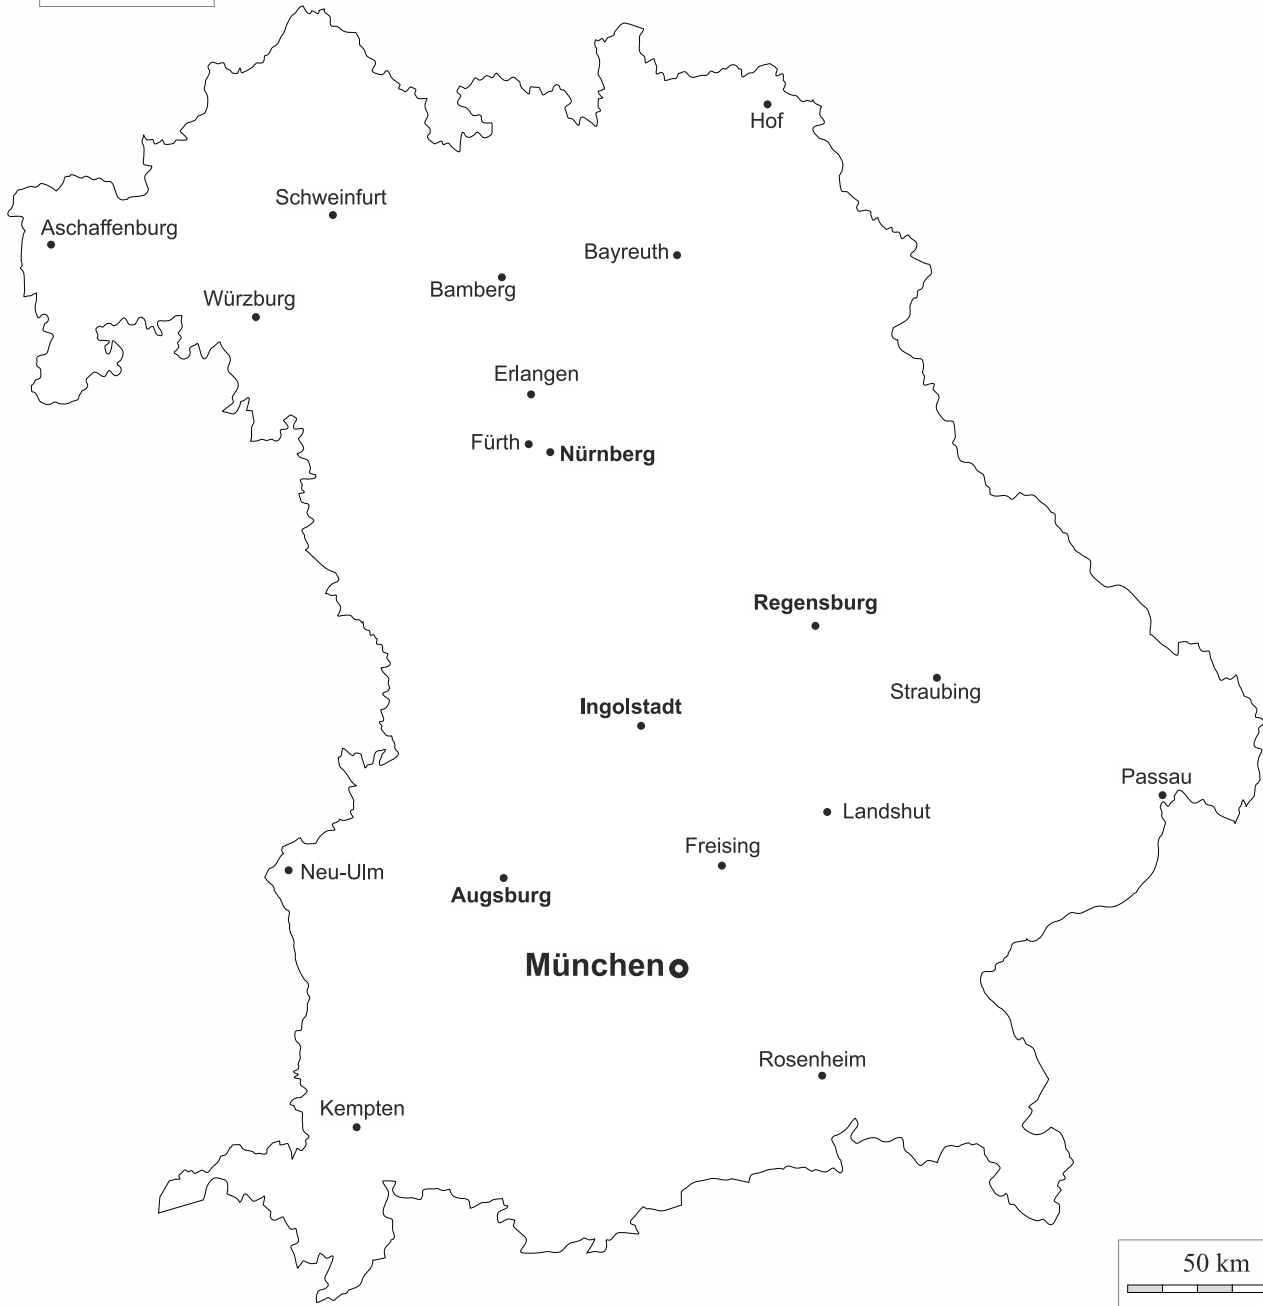 Hof
Schweinfurt
Aschaffenburg
Bayreuth
Bamberg
Würzburg
Erlangen
Fürth
Nürnberg
Regensburg
Straubing
Ingolstadt
Passau
Landshut
Freising
Neu-Ulm
Augsburg
München
Rosenheim
Kempten
50 km